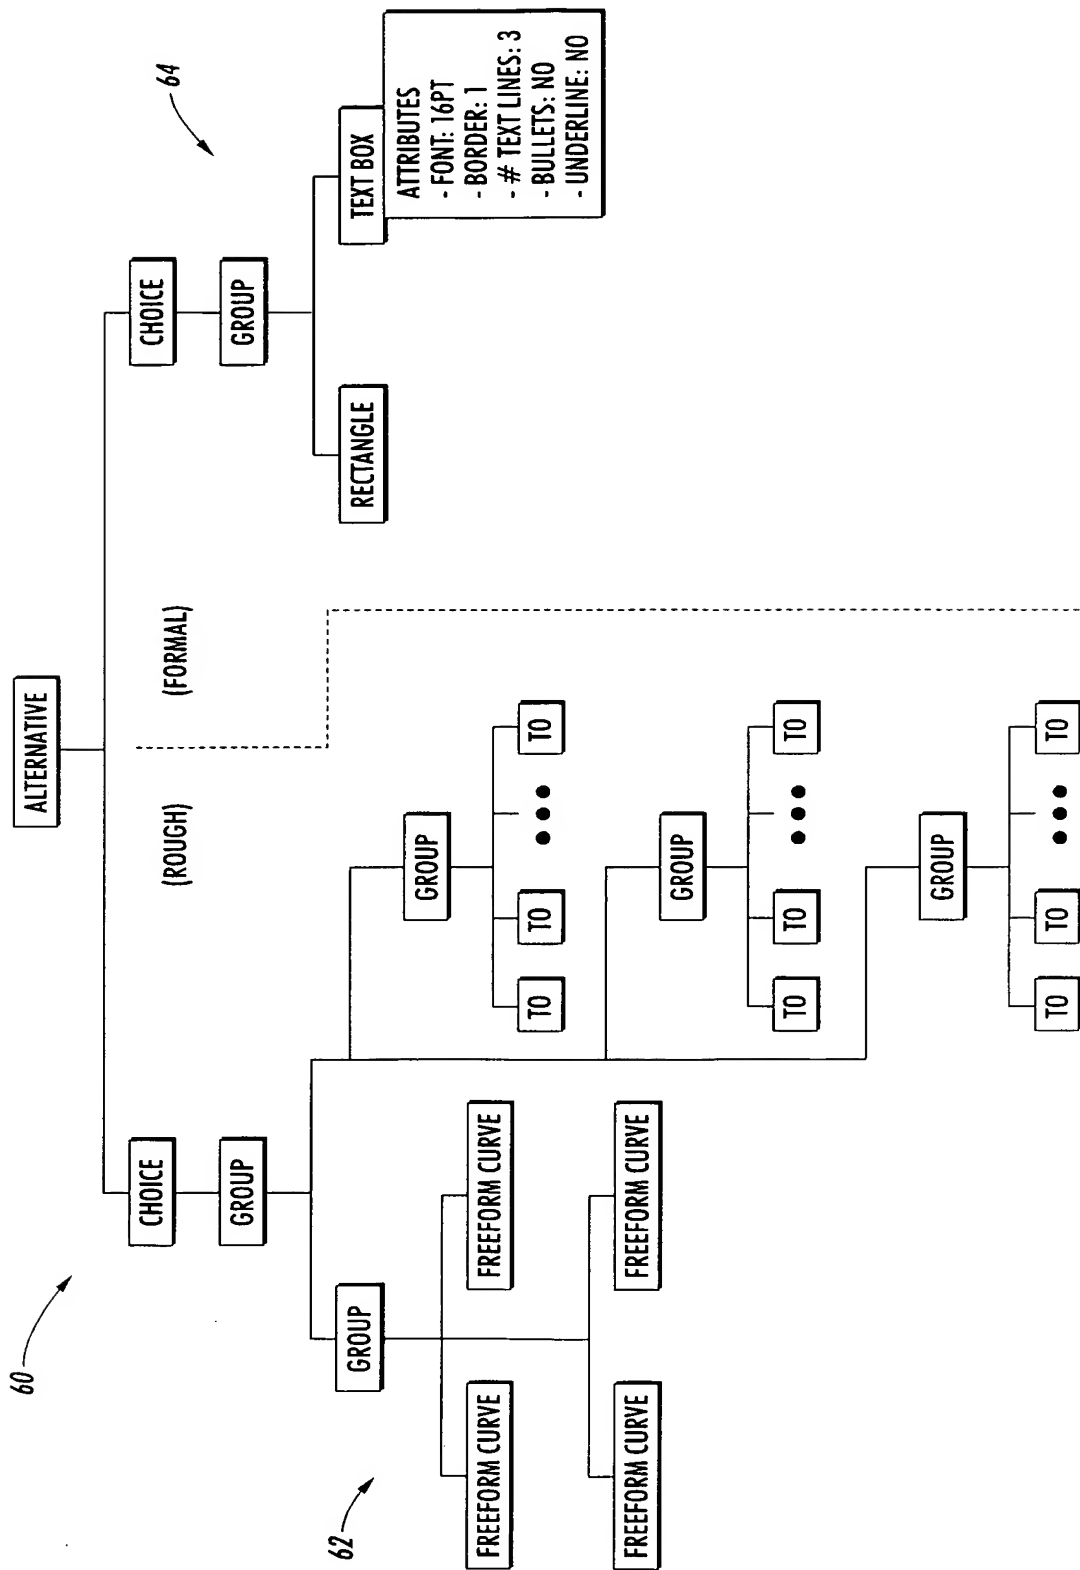 60
ALTERNATIVE
(ROUGH)
(FORMAL)
64
CHOICE
CHOICE
GROUP
GROUP
62
GROUP
GROUP
RECTANGLE
TEXT BOX
ATTRIBUTES
- FONT: 16PT
- BORDER: 1
- # TEXT LINES: 3
- BULLETS: NO
- UNDERLINE: NO
FREEFORM CURVE
FREEFORM CURVE
TO
TO
TO
FREEFORM CURVE
FREEFORM CURVE
GROUP
TO
TO
TO
GROUP
TO
TO
TO